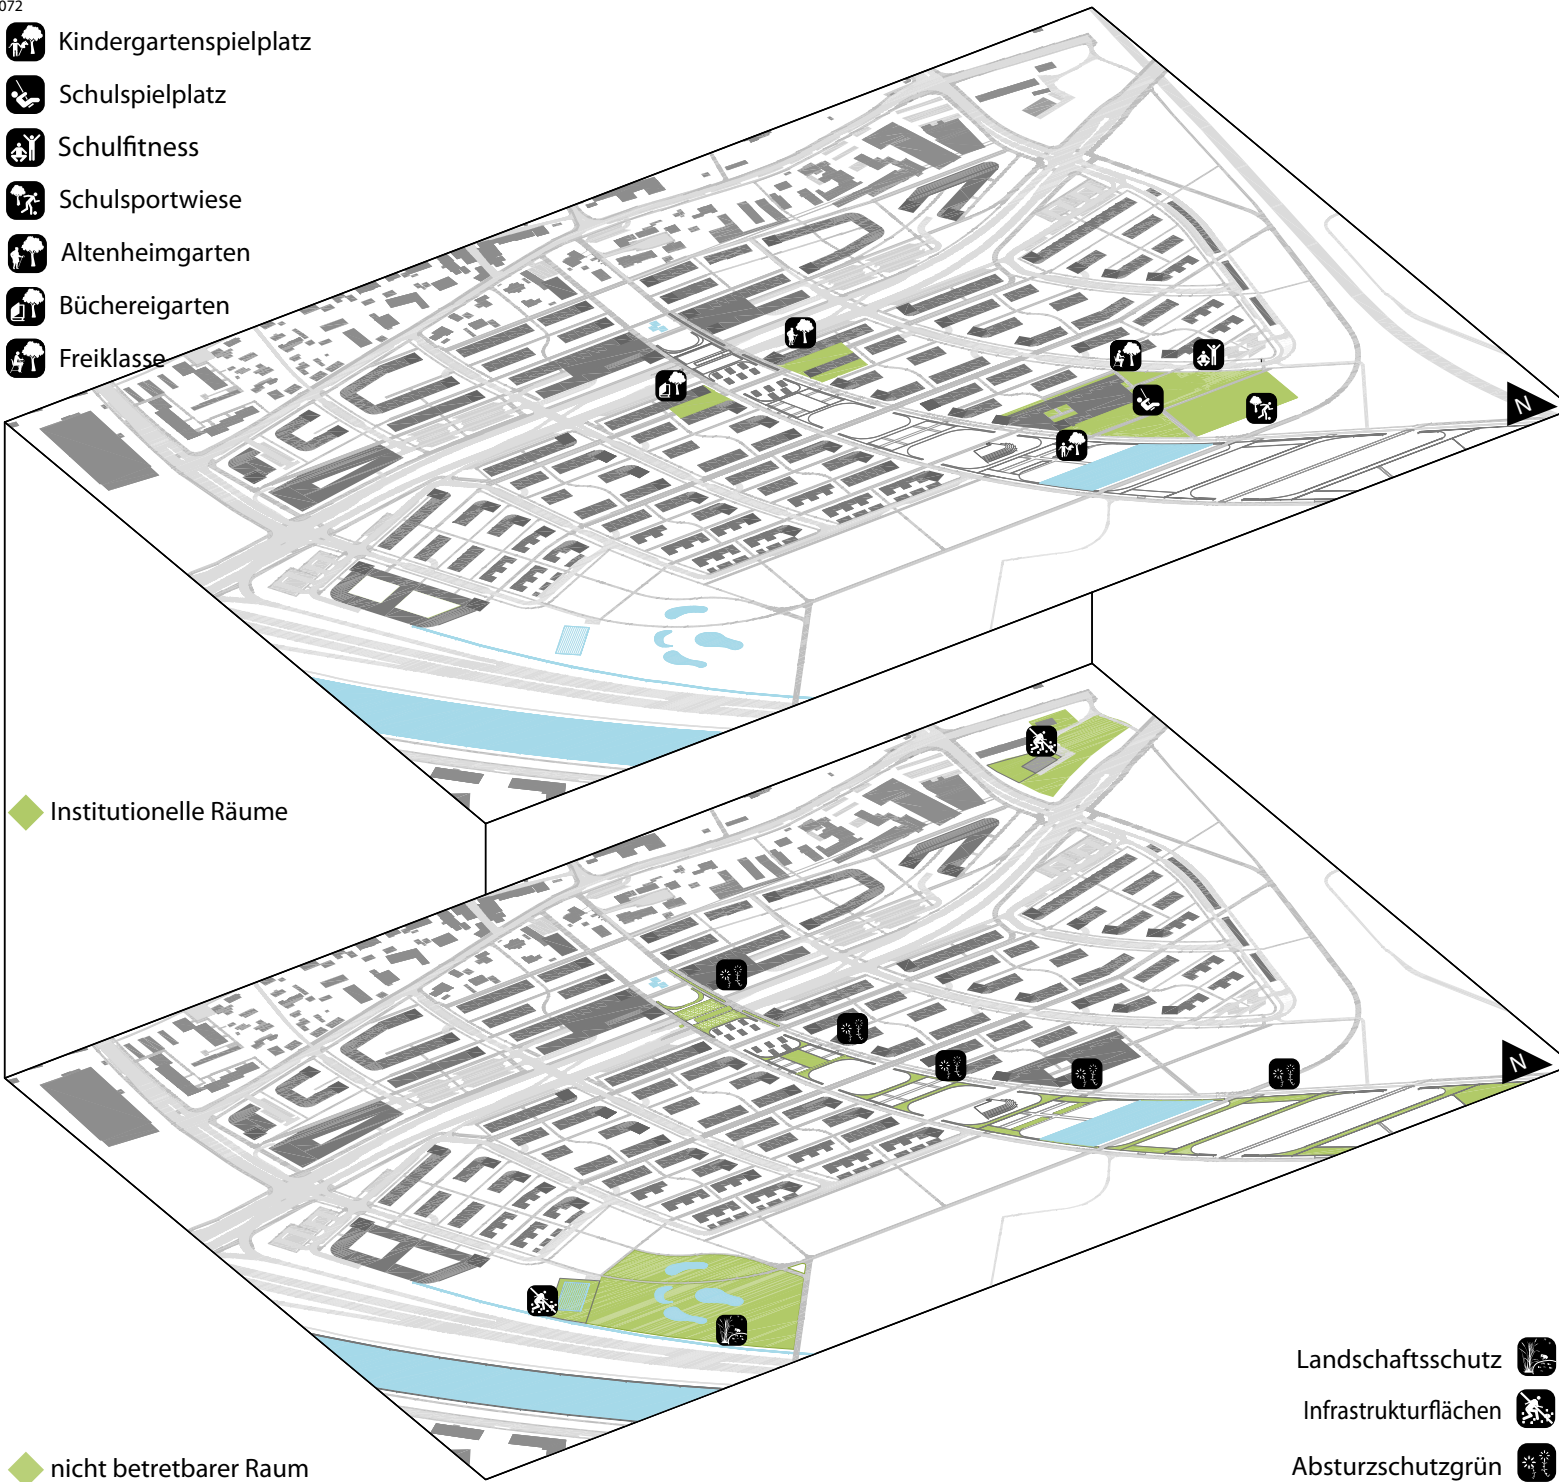 072
Kindergartenspielplatz
Schulspielplatz
Schulfitness
Schulsportwiese
Altenheimgarten
Büchereigarten
Freiklasse
N
Institutionelle Räume
N
Landschaftsschutz
Infrastrukturflächen
Absturzschutzgrün
nicht betretbarer Raum